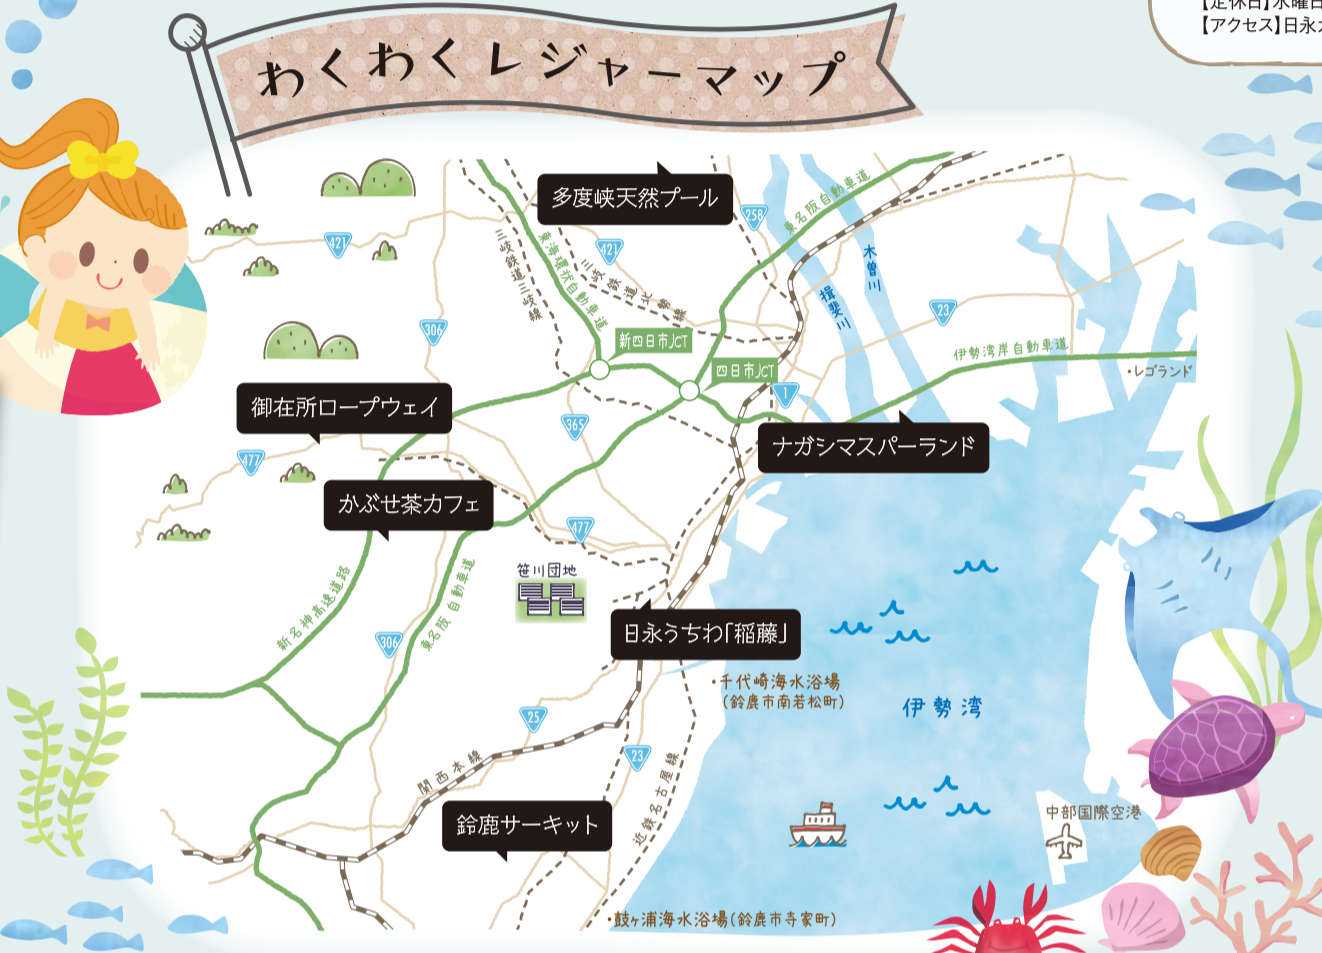 【定休日】水曜日
【アクセス】日永
わくわくレジャーマップ
多度峡天然プール
258
東名阪自動車道
421
三岐鉄道三岐線
東海環状自動車道
421
三岐鉄道北勢線
木曽川
揖斐川
23
306
新四日市JCT
四日市JCT
伊勢湾岸自動車道
・レゴランド
1
御在所ロープウェイ
365
ナガシマスパーランド
477
かぶせ茶カフェ
477
笹川団地
新名神高速道路
東名阪自動車道
306
日永うちわ「稲藤」
・千代崎海水浴場
(鈴鹿市南若松町)
伊勢湾
25
23
関西本線
近鉄名古屋線
鈴鹿サーキット
中部国際空港
・鼓ヶ浦海水浴場(鈴鹿市寺家町)